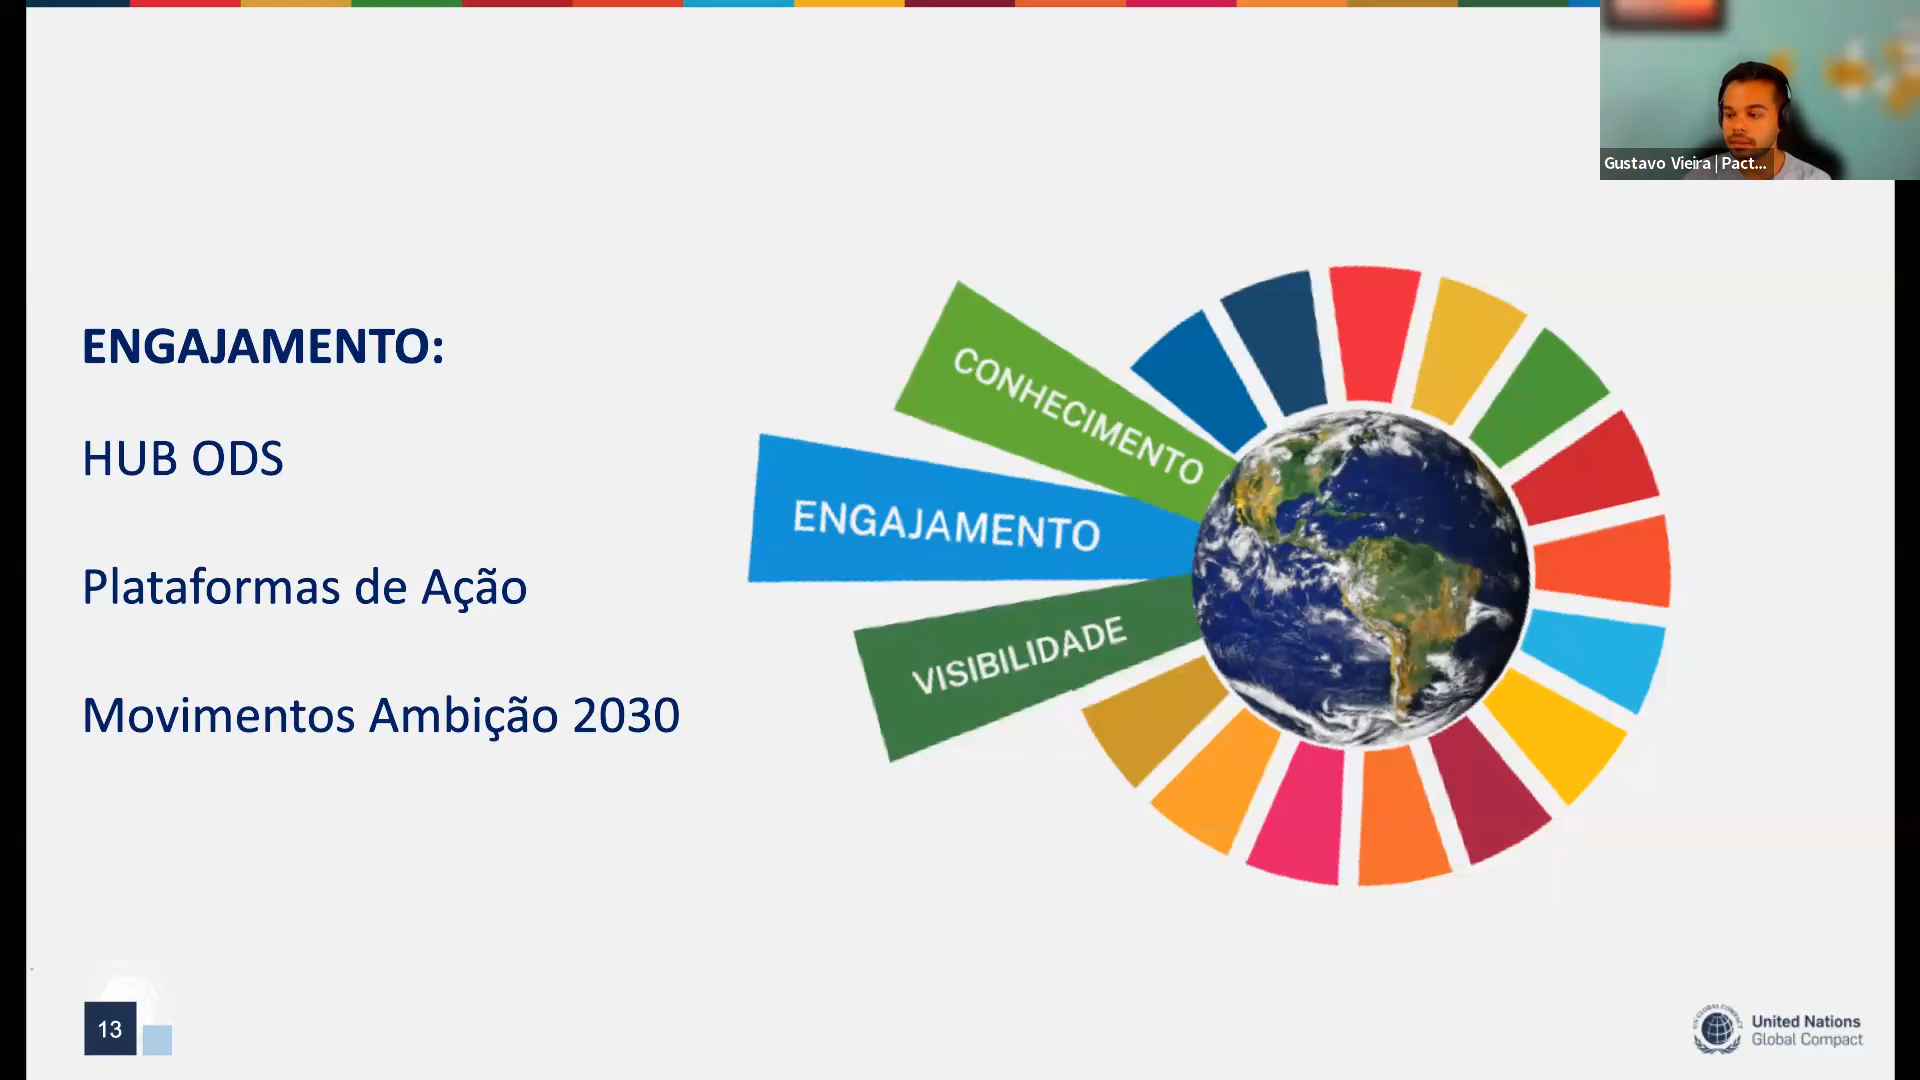 Gustavo Vieira | Pact...
ENGAJAMENTO:
HUB ODS
Plataformas de Ação
Movimentos Ambição 2030
CONHECIMENTO
ENGAJAMENTO
VISIBILIDADE
13
United Nations
Global Compact